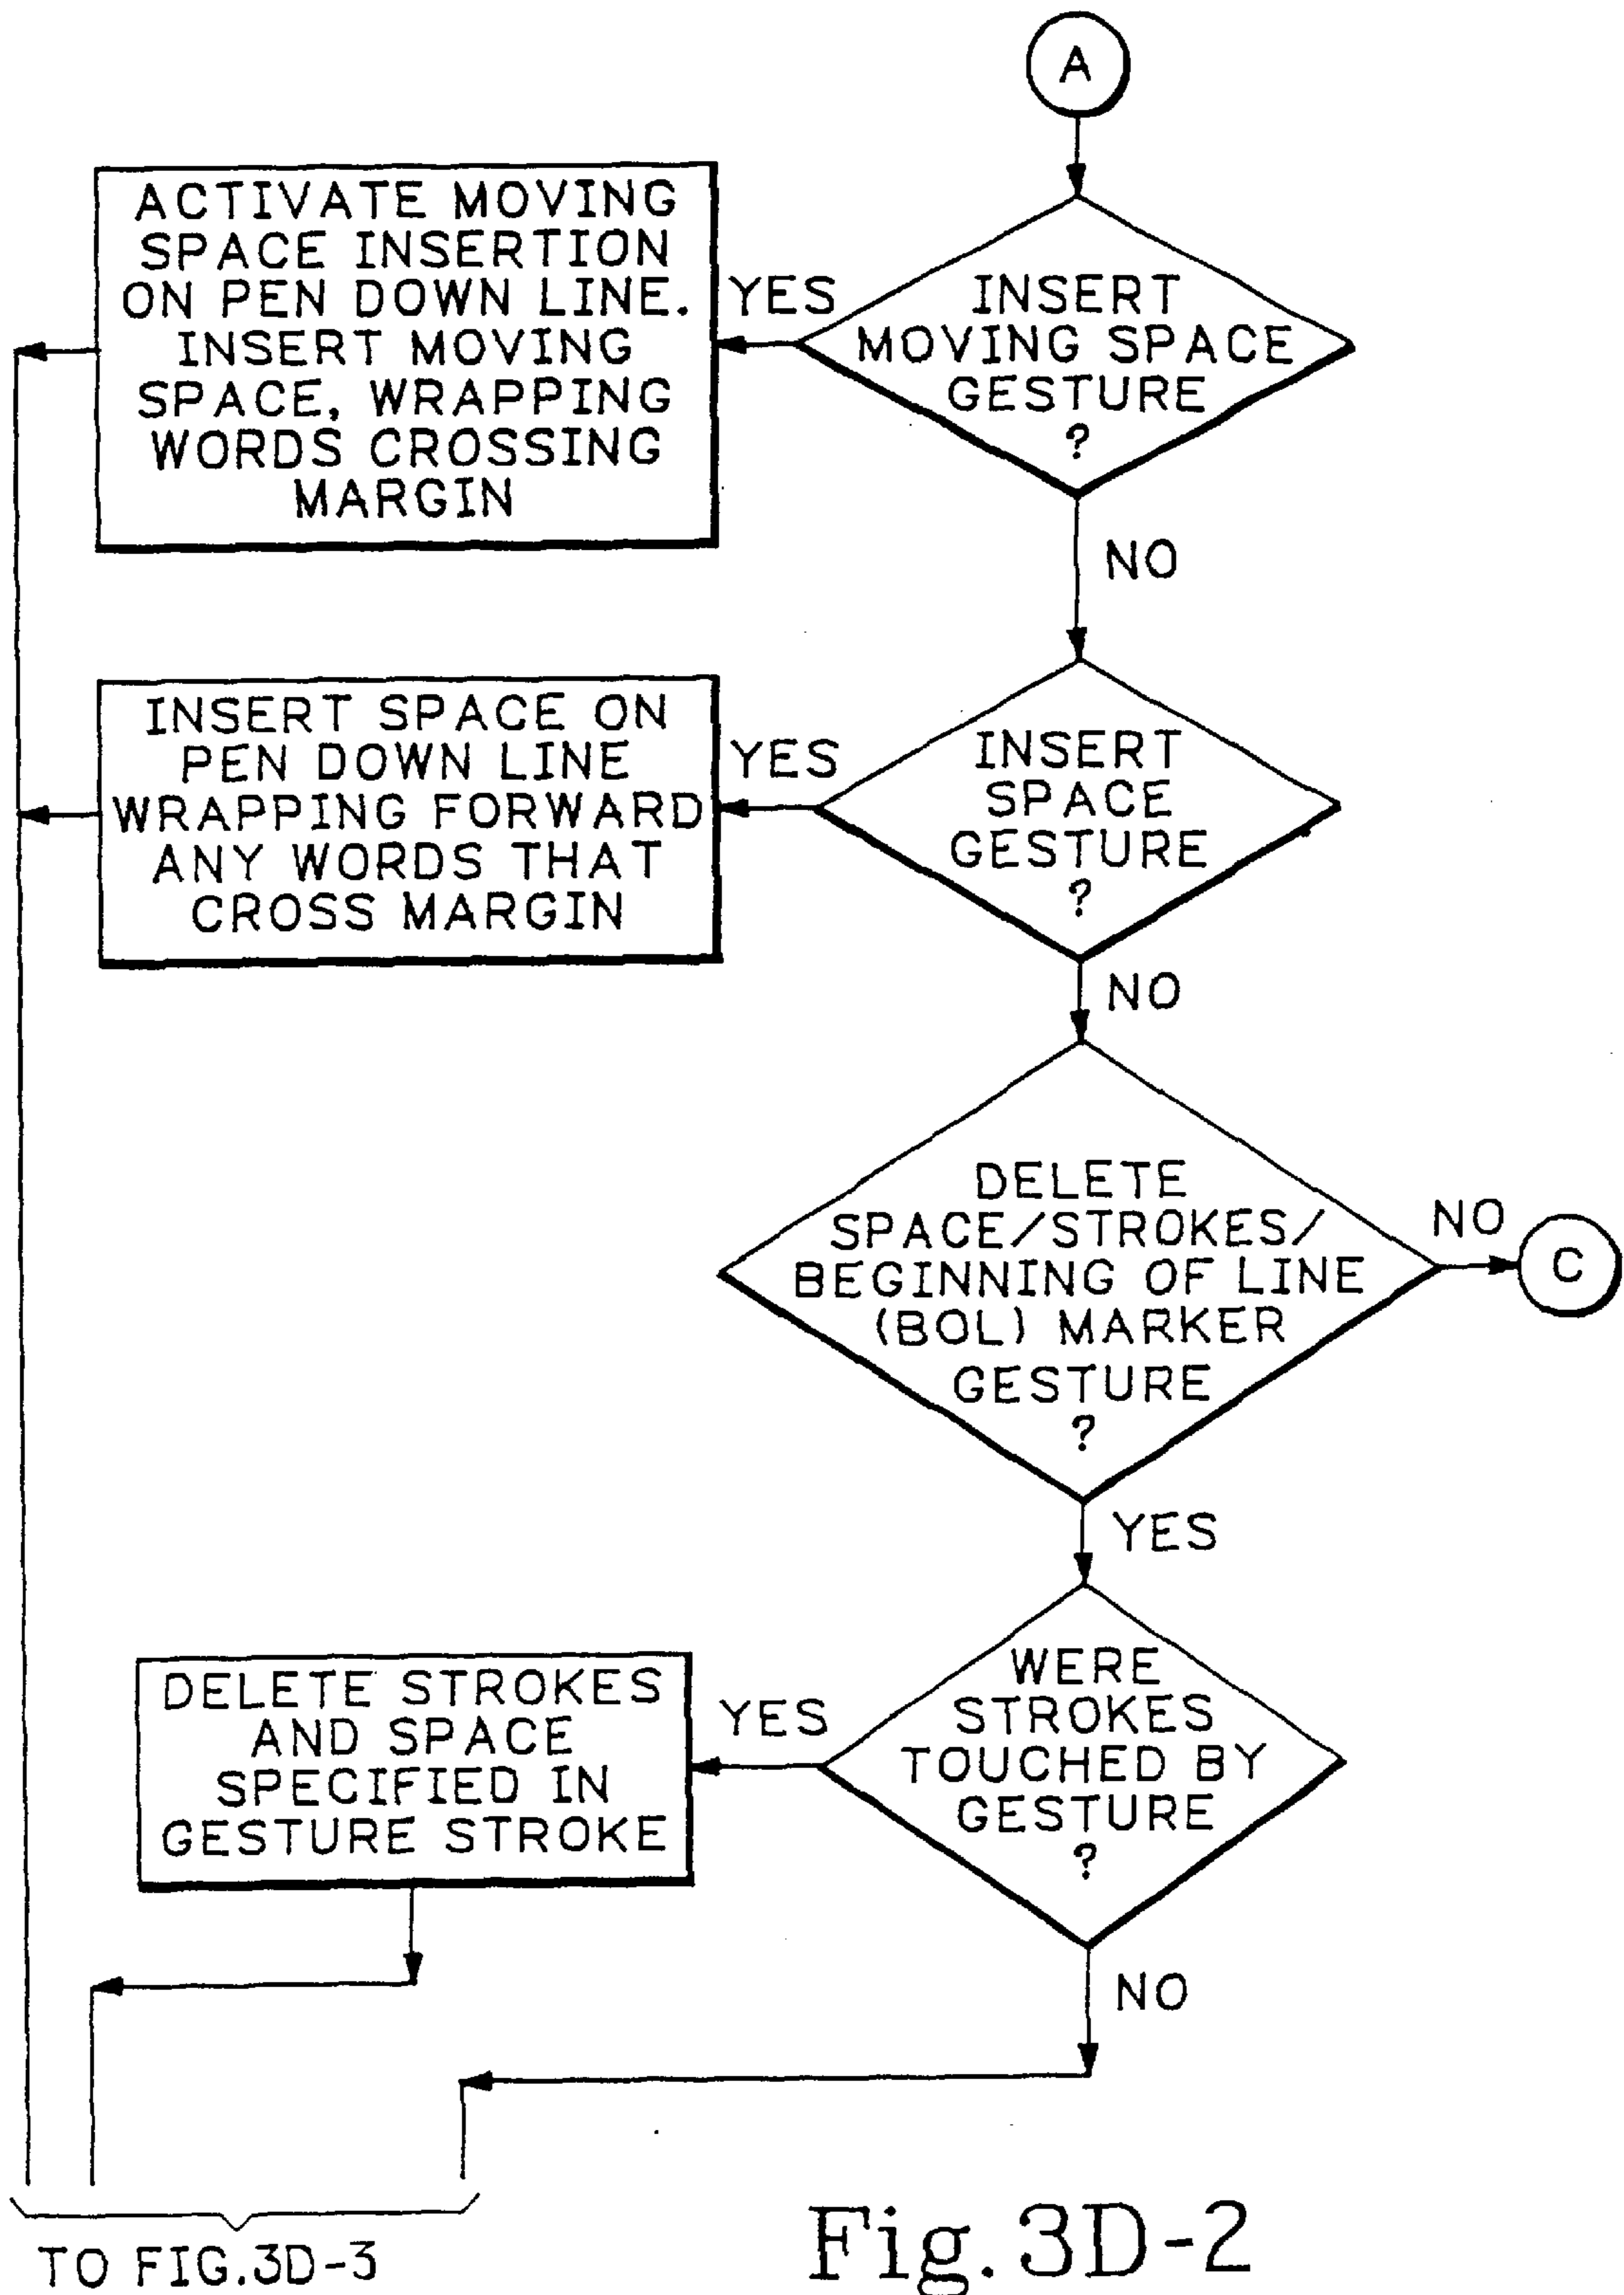 A
ACTIVATE MOVING
SPACE INSERTION
ON PEN DOWN LINE.
INSERT MOVING
SPACE, WRAPPING
WORDS CROSSING
MARGIN
YES
INSERT
MOVING SPACE
GESTURE
?
NO
INSERT SPACE ON
PEN DOWN LINE
WRAPPING FORWARD
ANY WORDS THAT
CROSS MARGIN
YES
INSERT
SPACE
GESTURE
?
NO
DELETE
SPACE/STROKES/
BEGINNING OF LINE
(BOL) MARKER
GESTURE
?
NO
C
YES
DELETE STROKES
AND SPACE
SPECIFIED IN
GESTURE STROKE
YES
WERE
STROKES
TOUCHED BY
GESTURE
?
NO
TO FIG.3D-3
Fig.3D-2